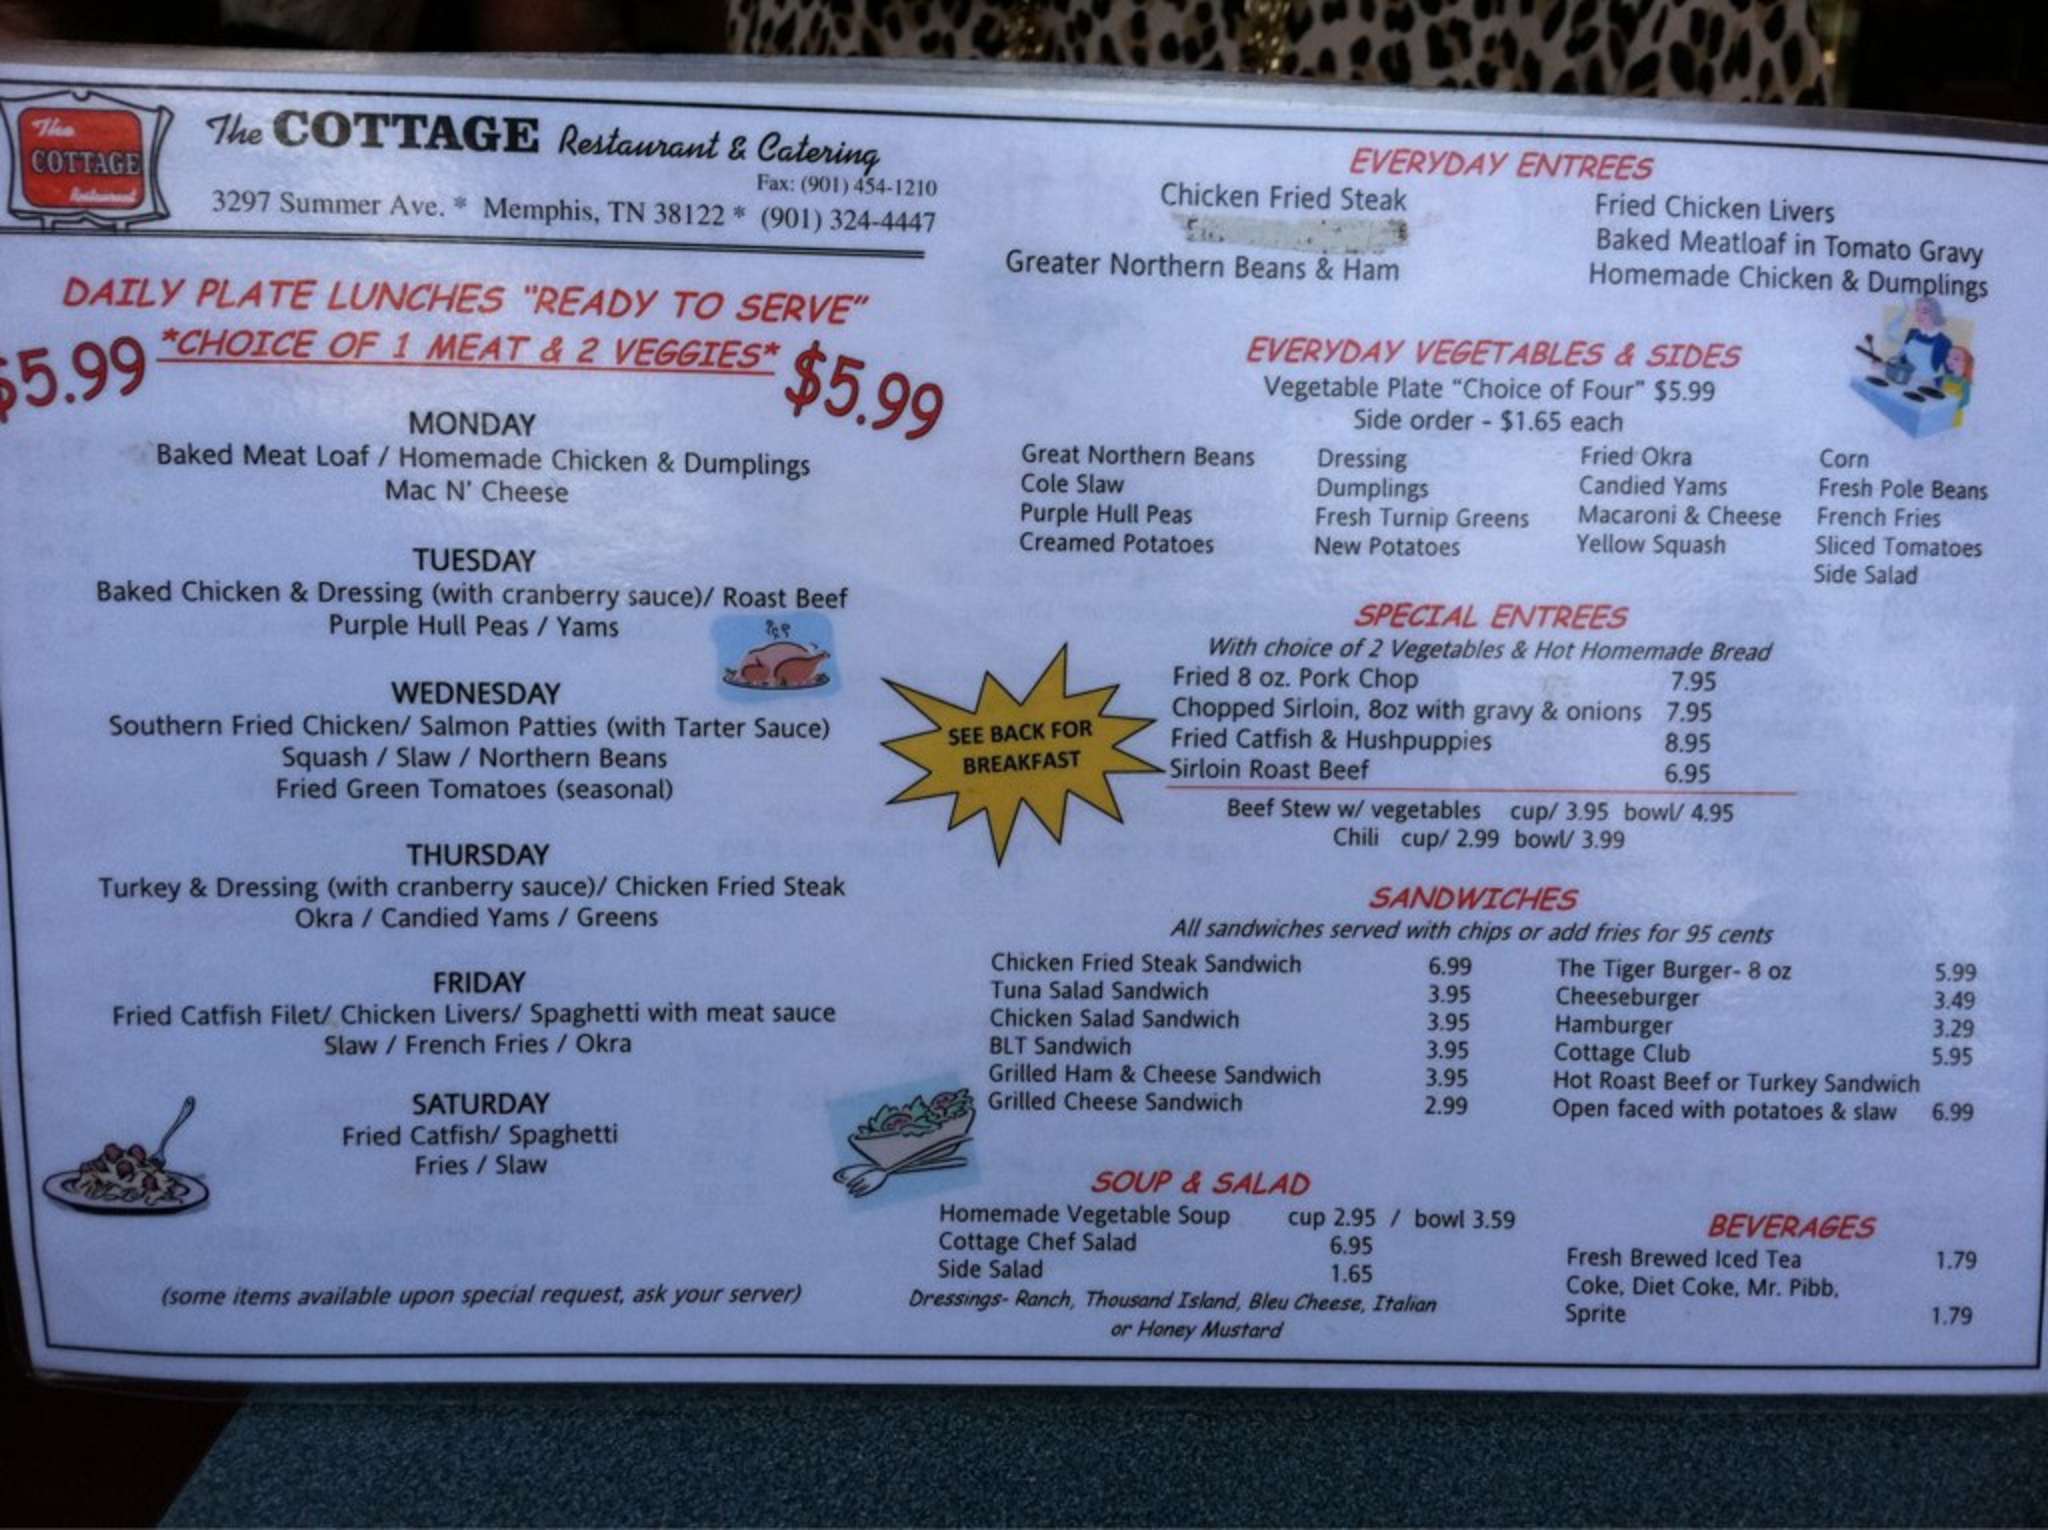 The
COTTAGE
Restaurant
The COTTAGE Restaurant & Catering
Fax: (901) 454-1210
3297 Summer Ave. * Memphis, TN 38122 * (901) 324-4447
DAILY PLATE LUNCHES "READY TO SERVE"
$5.99 *CHOICE OF 1 MEAT & 2 VEGGIES* $5.99
MONDAY
Baked Meat Loaf / Homemade Chicken & Dumplings
Mac N' Cheese
TUESDAY
Baked Chicken & Dressing (with cranberry sauce)/ Roast Beef
Purple Hull Peas / Yams
WEDNESDAY
Southern Fried Chicken/ Salmon Patties (with Tarter Sauce)
Squash / Slaw / Northern Beans
Fried Green Tomatoes (seasonal)
THURSDAY
Turkey & Dressing (with cranberry sauce)/ Chicken Fried Steak
Okra / Candied Yams / Greens
FRIDAY
Fried Catfish Filet/ Chicken Livers/ Spaghetti with meat sauce
Slaw / French Fries / Okra
SATURDAY
Fried Catfish/ Spaghetti
Fries / Slaw
(some items available upon special request, ask your server)
SEE BACK FOR
BREAKFAST
EVERYDAY ENTREES
Chicken Fried Steak Fried Chicken Livers
Baked Meatloaf in Tomato Gravy
Greater Northern Beans & Ham Homemade Chicken & Dumplings
EVERYDAY VEGETABLES & SIDES
Vegetable Plate "Choice of Four" $5.99
Side order - $1.65 each
Great Northern Beans Dressing Fried Okra Corn
Cole Slaw Dumplings Candied Yams Fresh Pole Beans
Purple Hull Peas Fresh Turnip Greens Macaroni & Cheese French Fries
Creamed Potatoes New Potatoes Yellow Squash Sliced Tomatoes
Side Salad
SPECIAL ENTREES
With choice of 2 Vegetables & Hot Homemade Bread
Fried 8 oz. Pork Chop 7.95
Chopped Sirloin, 8oz with gravy & onions 7.95
Fried Catfish & Hushpuppies 8.95
Sirloin Roast Beef 6.95
Beef Stew w/ vegetables cup/ 3.95 bowl/ 4.95
Chili cup/ 2.99 bowl/ 3.99
SANDWICHES
All sandwiches served with chips or add fries for 95 cents
Chicken Fried Steak Sandwich 6.99 The Tiger Burger- 8 oz 5.99
Tuna Salad Sandwich 3.95 Cheeseburger 3.49
Chicken Salad Sandwich 3.95 Hamburger 3.29
BLT Sandwich 3.95 Cottage Club 5.95
Grilled Ham & Cheese Sandwich 3.95 Hot Roast Beef or Turkey Sandwich
Grilled Cheese Sandwich 2.99 Open faced with potatoes & slaw 6.99
SOUP & SALAD
Homemade Vegetable Soup cup 2.95 / bowl 3.59
Cottage Chef Salad 6.95
Side Salad 1.65
Dressings- Ranch, Thousand Island, Bleu Cheese, Italian
or Honey Mustard
BEVERAGES
Fresh Brewed Iced Tea 1.79
Coke, Diet Coke, Mr. Pibb,
Sprite 1.79